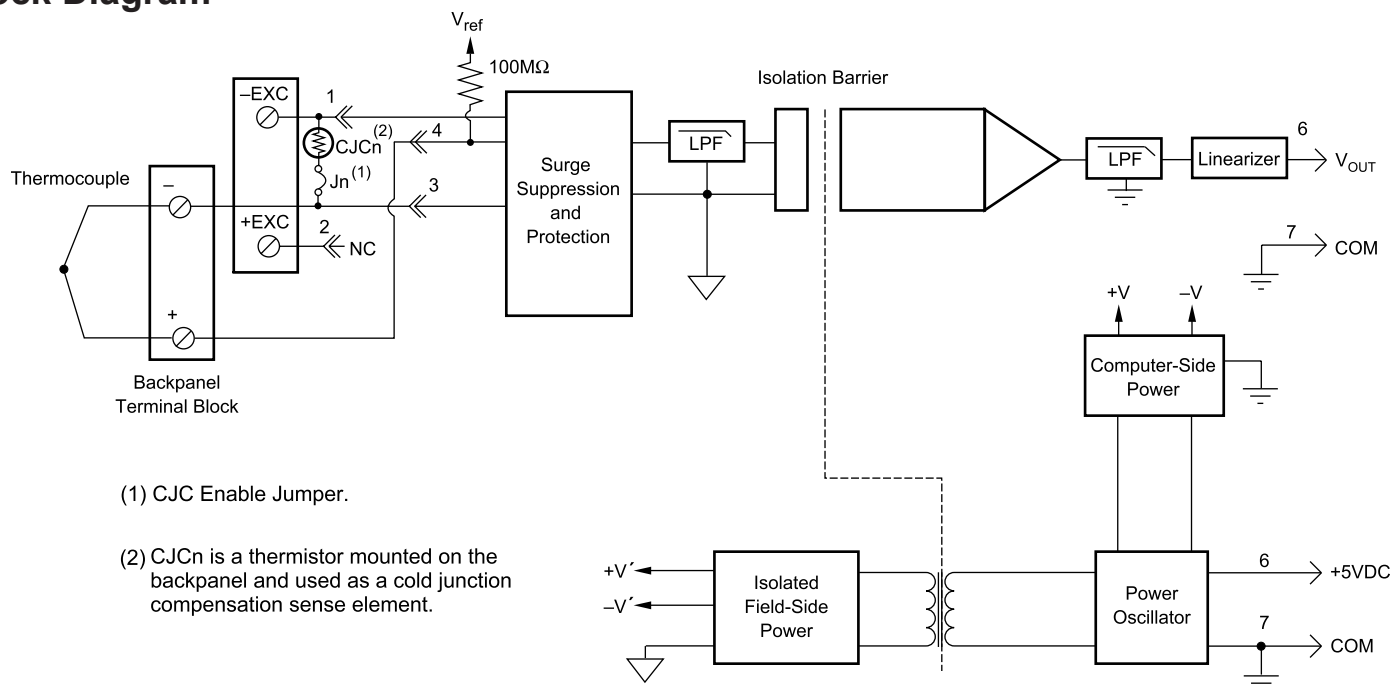 Vref
100MΩ
Isolation Barrier
–EXC
1
CJCn(2)
4
Jn(1)
3
+EXC
2
NC
Thermocouple
–
+
Backpanel
Terminal Block
Surge
Suppression
and
Protection
LPF
LPF
Linearizer
6
VOUT
7
COM
+V
–V
Computer-Side
Power
(1) CJC Enable Jumper.
(2) CJCn is a thermistor mounted on the
backpanel and used as a cold junction
compensation sense element.
+V´
–V´
Isolated
Field-Side
Power
Power
Oscillator
6
+5VDC
7
COM